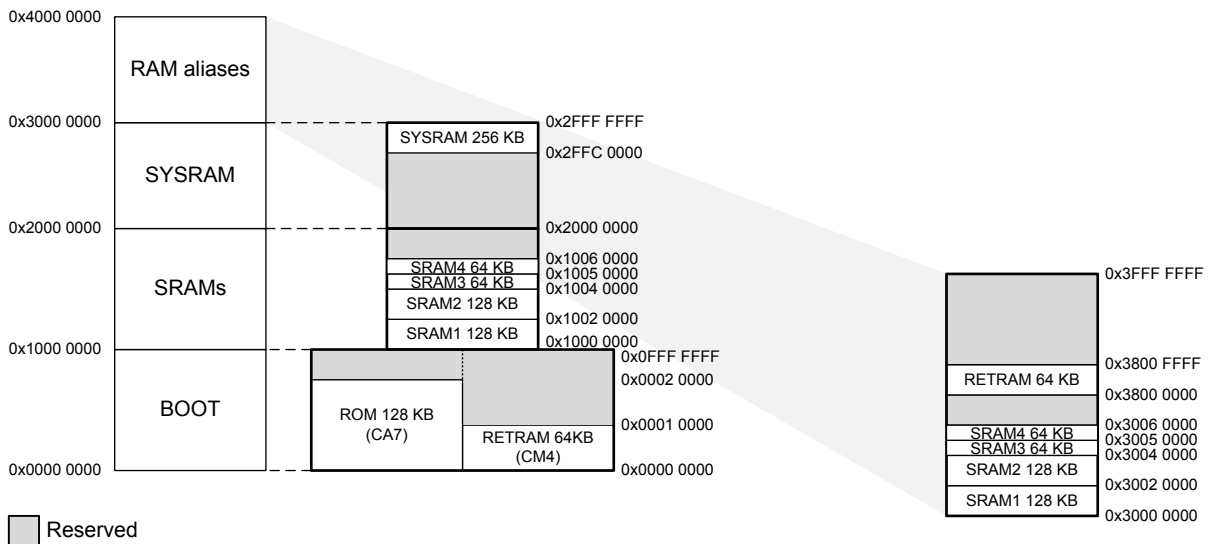 0x4000 0000
RAM aliases
0x3000 0000
SYSRAM
0x2000 0000
SRAMs
0x1000 0000
BOOT
0x0000 0000
0x2FFF FFFF
SYSRAM 256 KB
0x2FFC 0000
0x2000 0000
0x1006 0000
SRAM4 64 KB
0x1005 0000
SRAM3 64 KB
0x1004 0000
SRAM2 128 KB
0x1002 0000
SRAM1 128 KB
0x1000 0000
0x0FFF FFFF
0x0002 0000
ROM 128 KB
(CA7)
0x0001 0000
RETRAM 64KB
(CM4)
0x0000 0000
0x3FFF FFFF
0x3800 FFFF
RETRAM 64 KB
0x3800 0000
0x3006 0000
SRAM4 64 KB
0x3005 0000
SRAM3 64 KB
0x3004 0000
SRAM2 128 KB
0x3002 0000
SRAM1 128 KB
0x3000 0000
Reserved